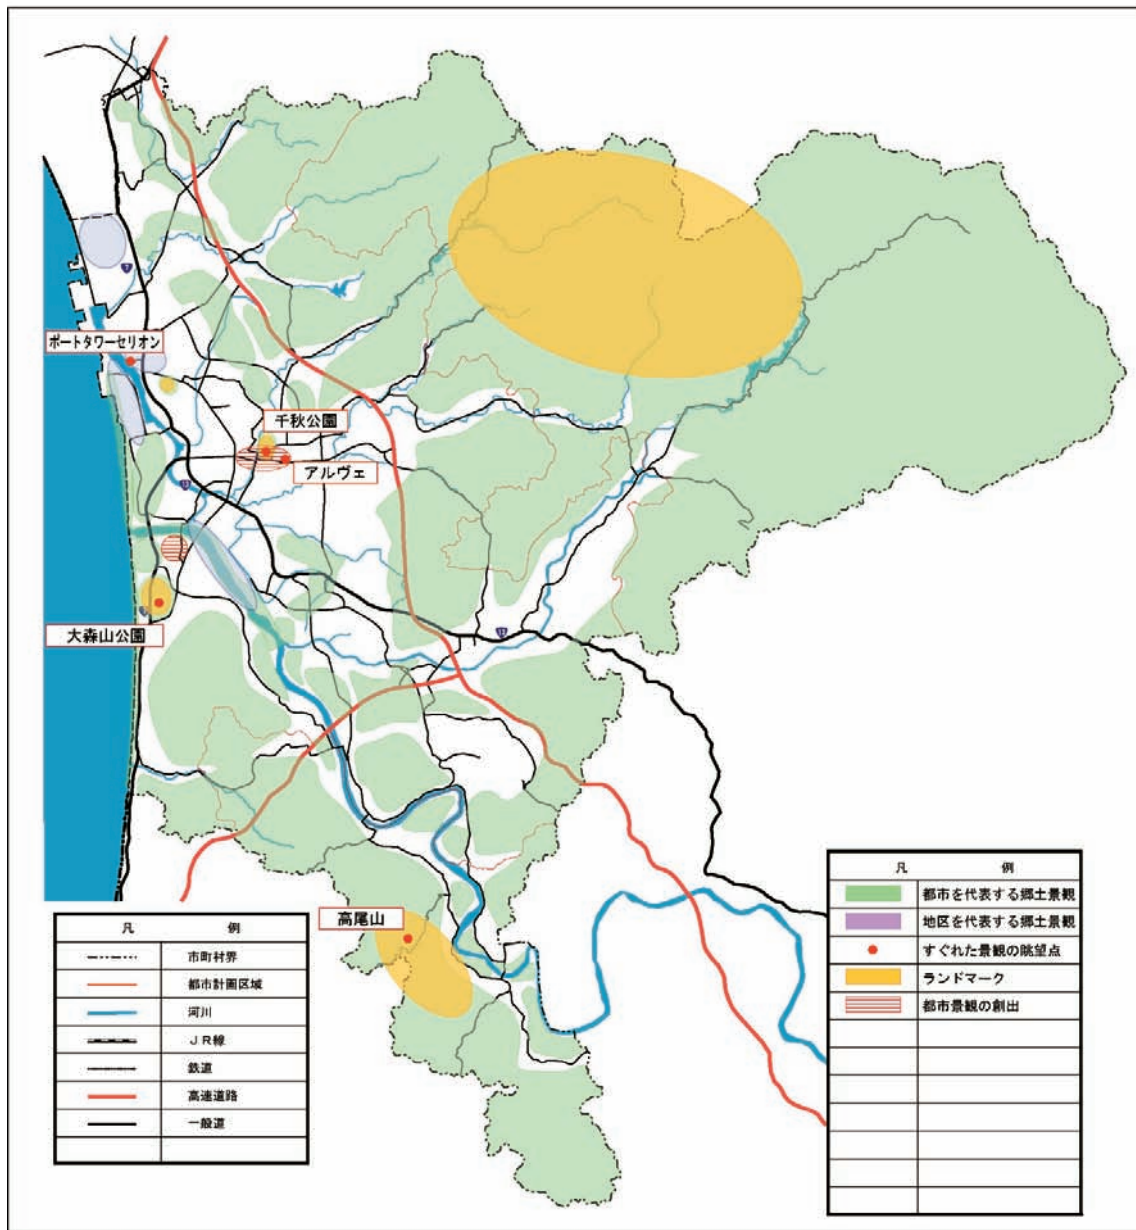 7
ポートタワーセリオン
千秋公園
アルヴェ
13
大森山公園
7
13
高尾山
凡 例
市町村界
都市計画区域
河川
JR線
鉄道
高速道路
一般道
凡 例
都市を代表する郷土景観
地区を代表する郷土景観
すぐれた景観の眺望点
ランドマーク
都市景観の創出